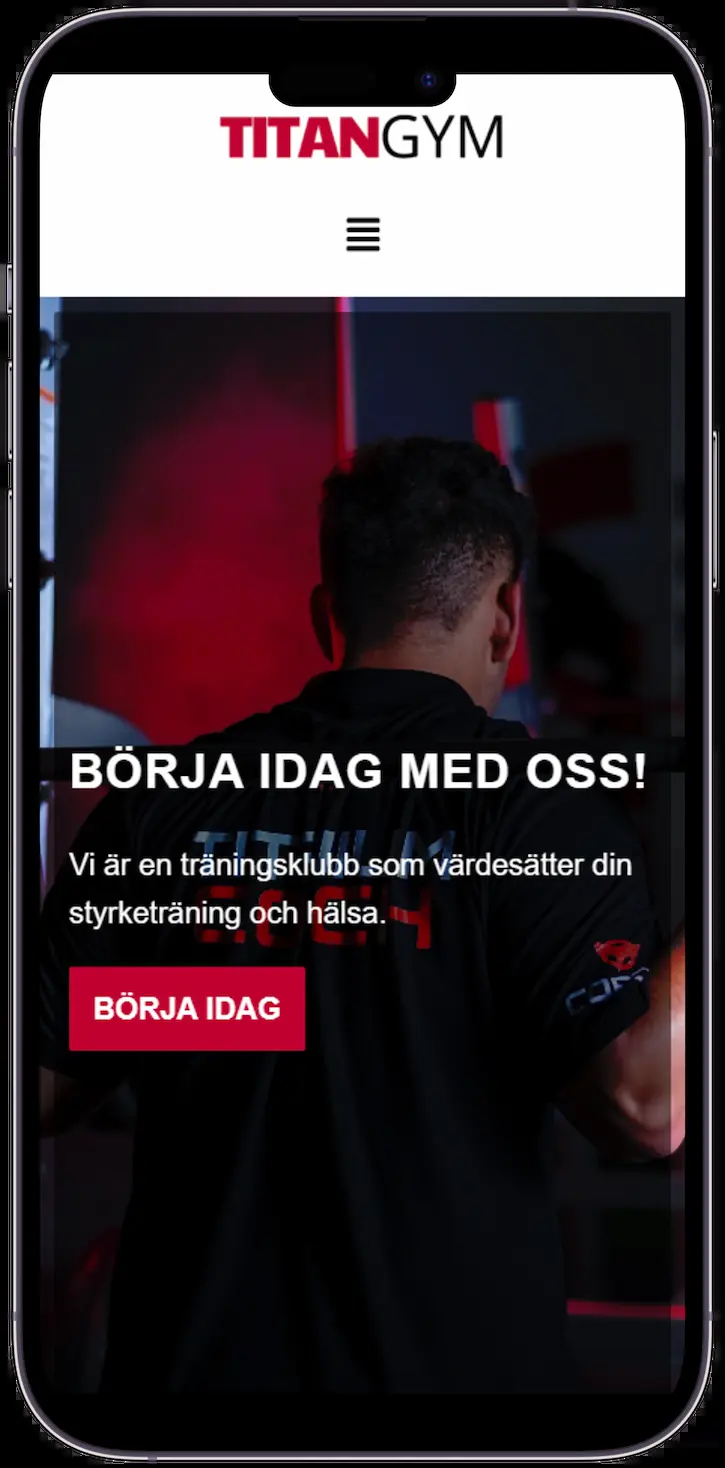 TITANGYM
BÖRJA IDAG MED OSS!
Vi är en träningsklubb som värdesätter din
styrketräning och hälsa.
BÖRJA IDAG